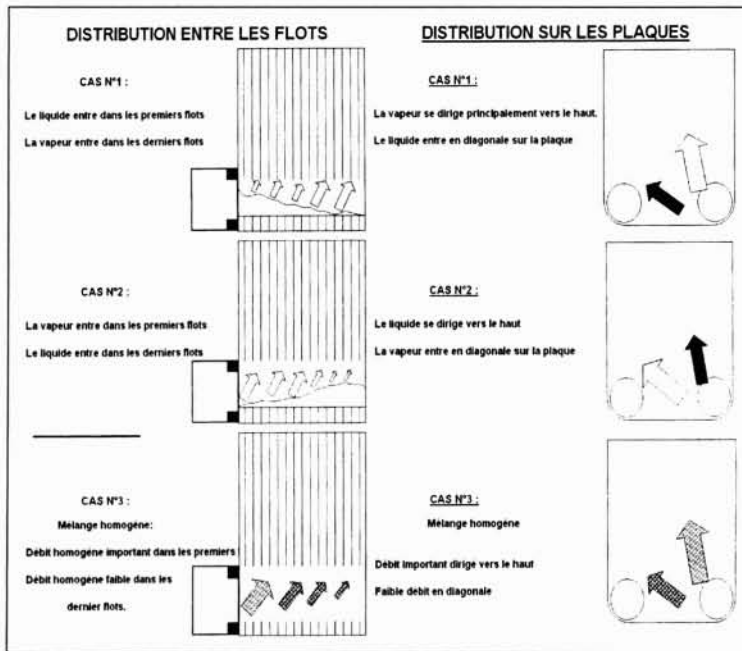 DISTRIBUTION ENTRE LES FLOTS
CAS N°1 :
Le liquide entre dans les premiers flots
La vapeur entre dans les derniers flots
CAS N°2 :
La vapeur entre dans les premiers flots
Le liquide entre dans les derniers flots
CAS N°3 :
Mélange homogène:
Débit homogène important dans les premiers
Débit homogène faible dans les
dernier flots.
DISTRIBUTION SUR LES PLAQUES
CAS N°1 :
La vapeur se dirige principalement vers le haut.
Le liquide entre en diagonale sur la plaque
CAS N°2 :
Le liquide se dirige vers le haut
La vapeur entre en diagonale sur la plaque
CAS N°3 :
Mélange homogène
Débit important dirige vers le haut
Faible débit en diagonale